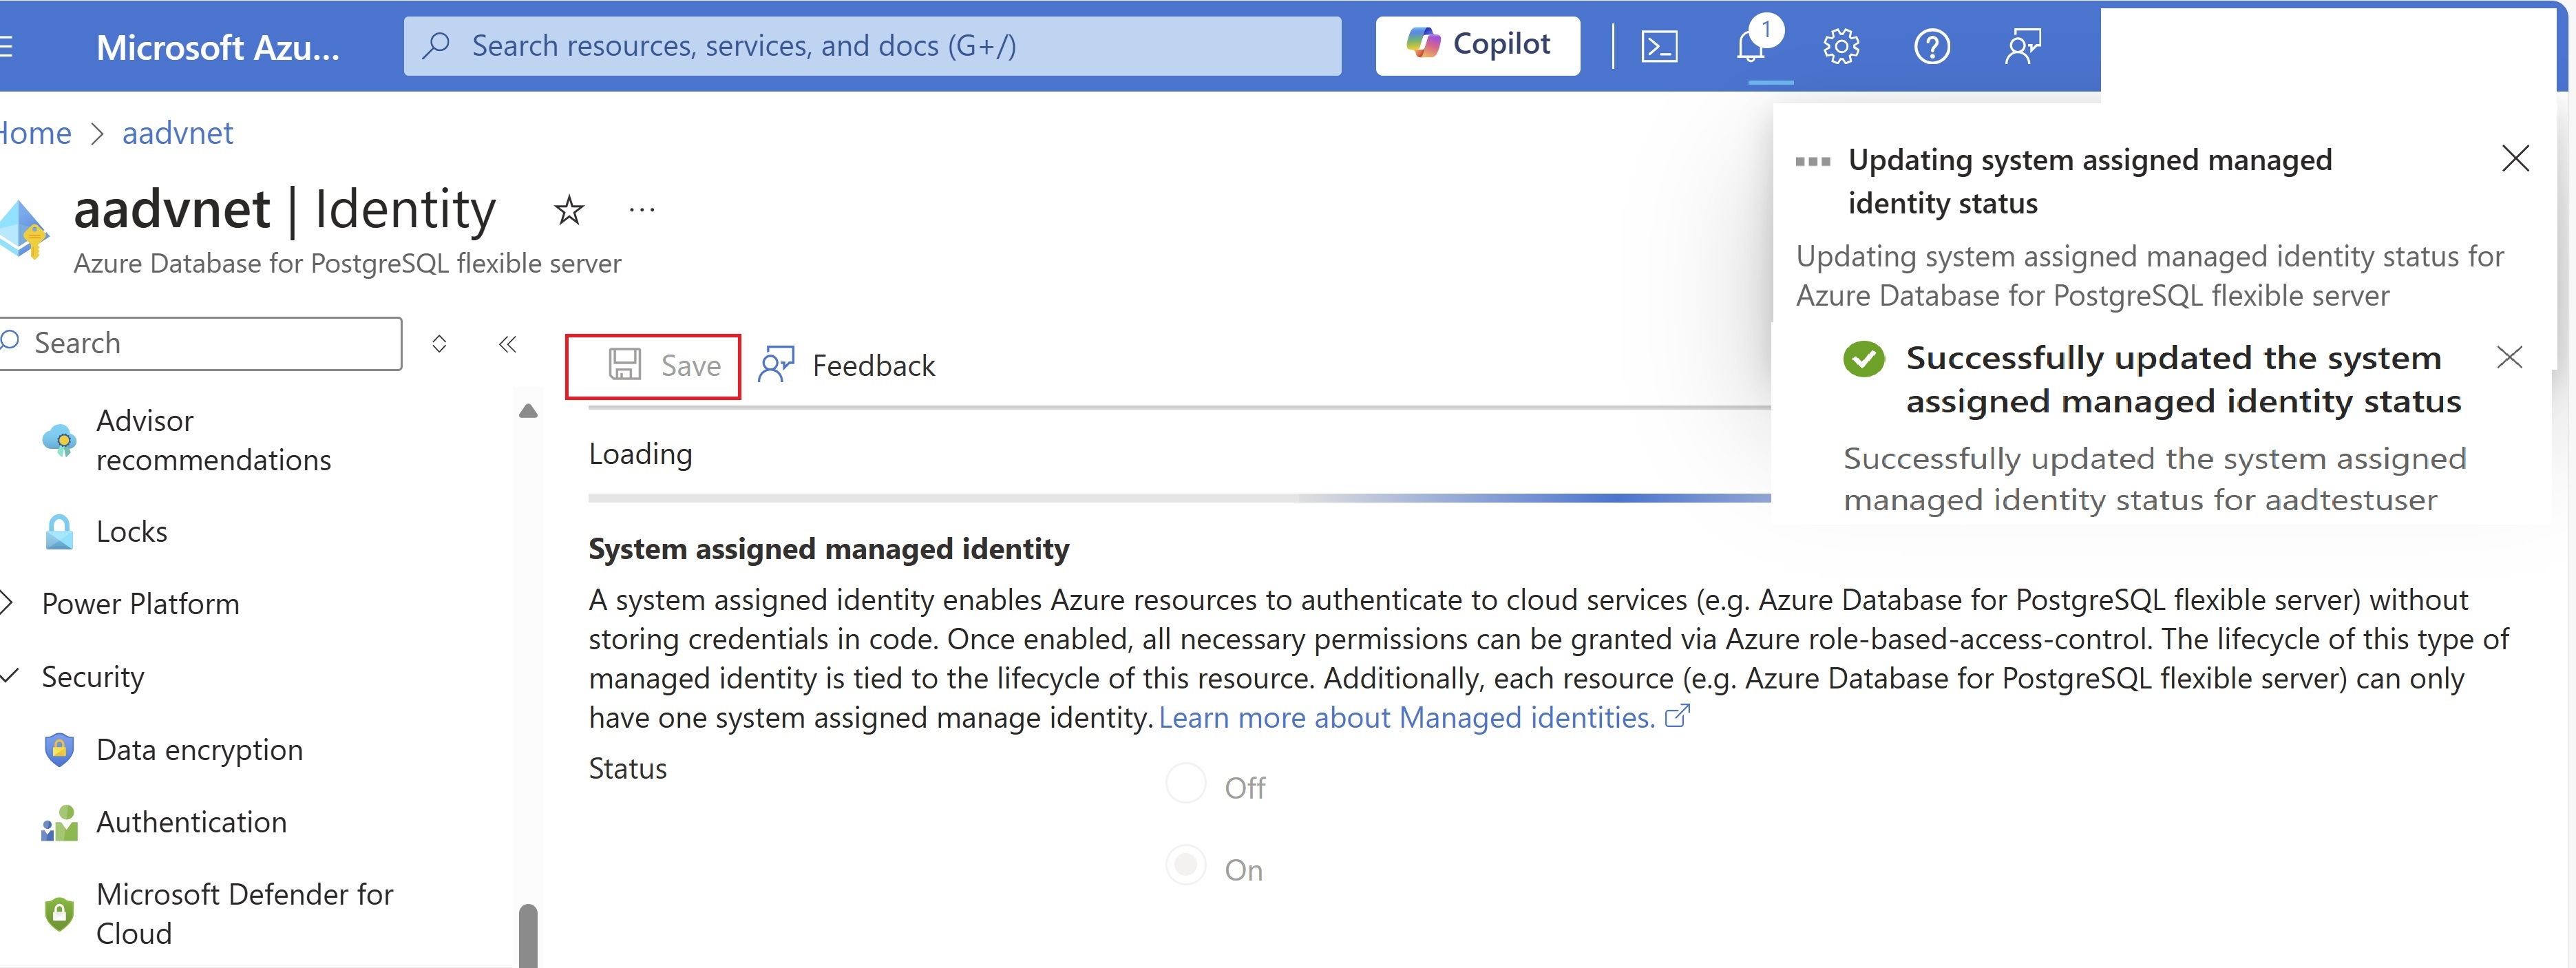 Microsoft Azu...
Search resources, services, and docs (G+/)
Copilot
1
Home > aadvnet
aadvnet | Identity
Azure Database for PostgreSQL flexible server
Search
Advisor
recommendations
Locks
Power Platform
Security
Data encryption
Authentication
Microsoft Defender for
Cloud
Save
Feedback
Loading
System assigned managed identity
A system assigned identity enables Azure resources to authenticate to cloud services (e.g. Azure Database for PostgreSQL flexible server) without
storing credentials in code. Once enabled, all necessary permissions can be granted via Azure role-based-access-control. The lifecycle of this type of
managed identity is tied to the lifecycle of this resource. Additionally, each resource (e.g. Azure Database for PostgreSQL flexible server) can only
have one system assigned manage identity. Learn more about Managed identities.
Status
Off
On
Updating system assigned managed
identity status
Updating system assigned managed identity status for
Azure Database for PostgreSQL flexible server
Successfully updated the system
assigned managed identity status
Successfully updated the system assigned
managed identity status for aadtestuser